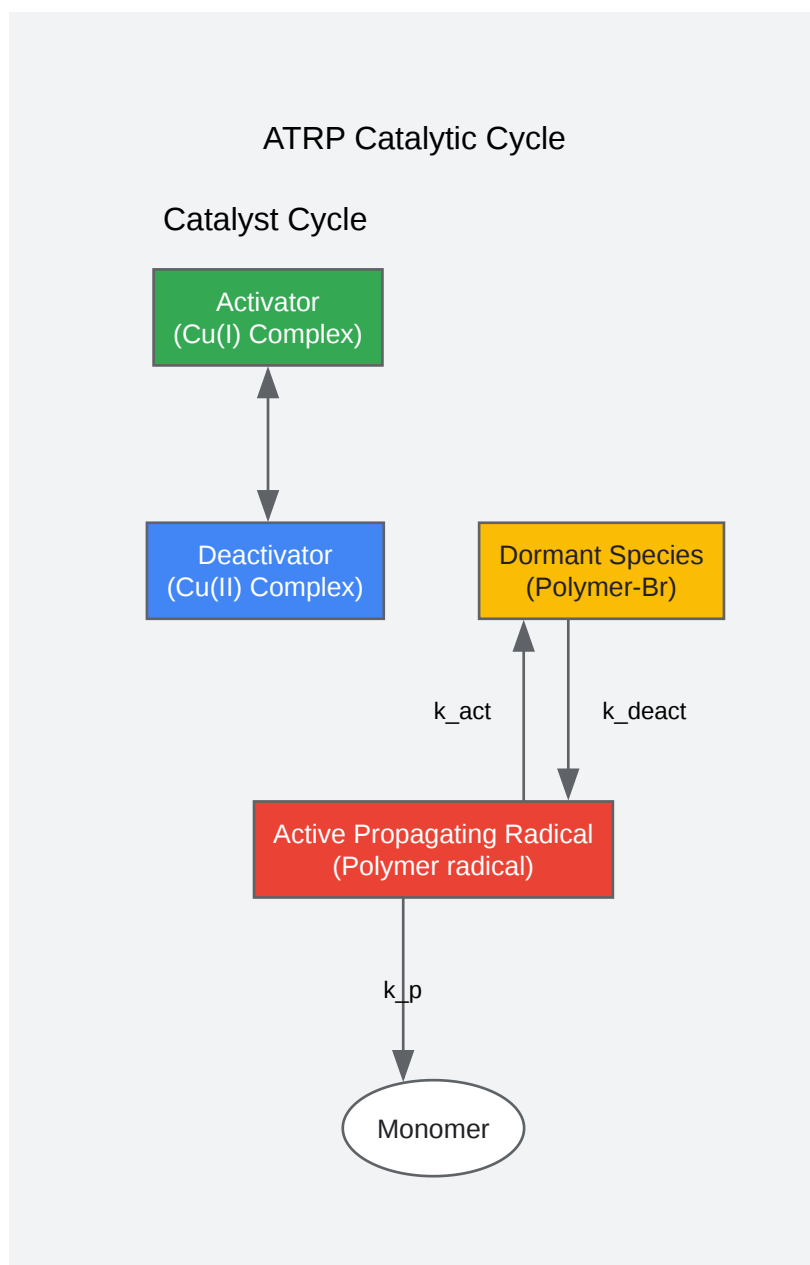 ATRP Catalytic Cycle
Catalyst Cycle
Activator
(Cu(I) Complex)
Deactivator
(Cu(II) Complex)
Dormant Species
(Polymer-Br)
k_act
k_deact
Active Propagating Radical
(Polymer radical)
k_p
Monomer